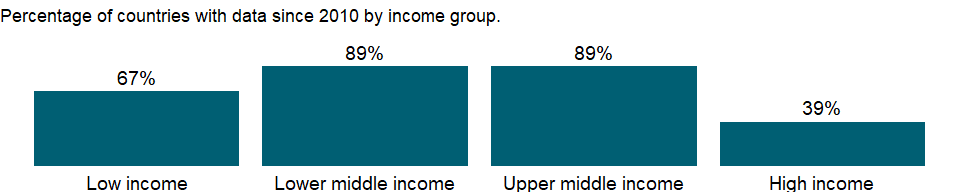 Percentage of countries with data since 2010 by income group.
89% 89%
67%
39%
Low income Lower middle income Upper middle income High income